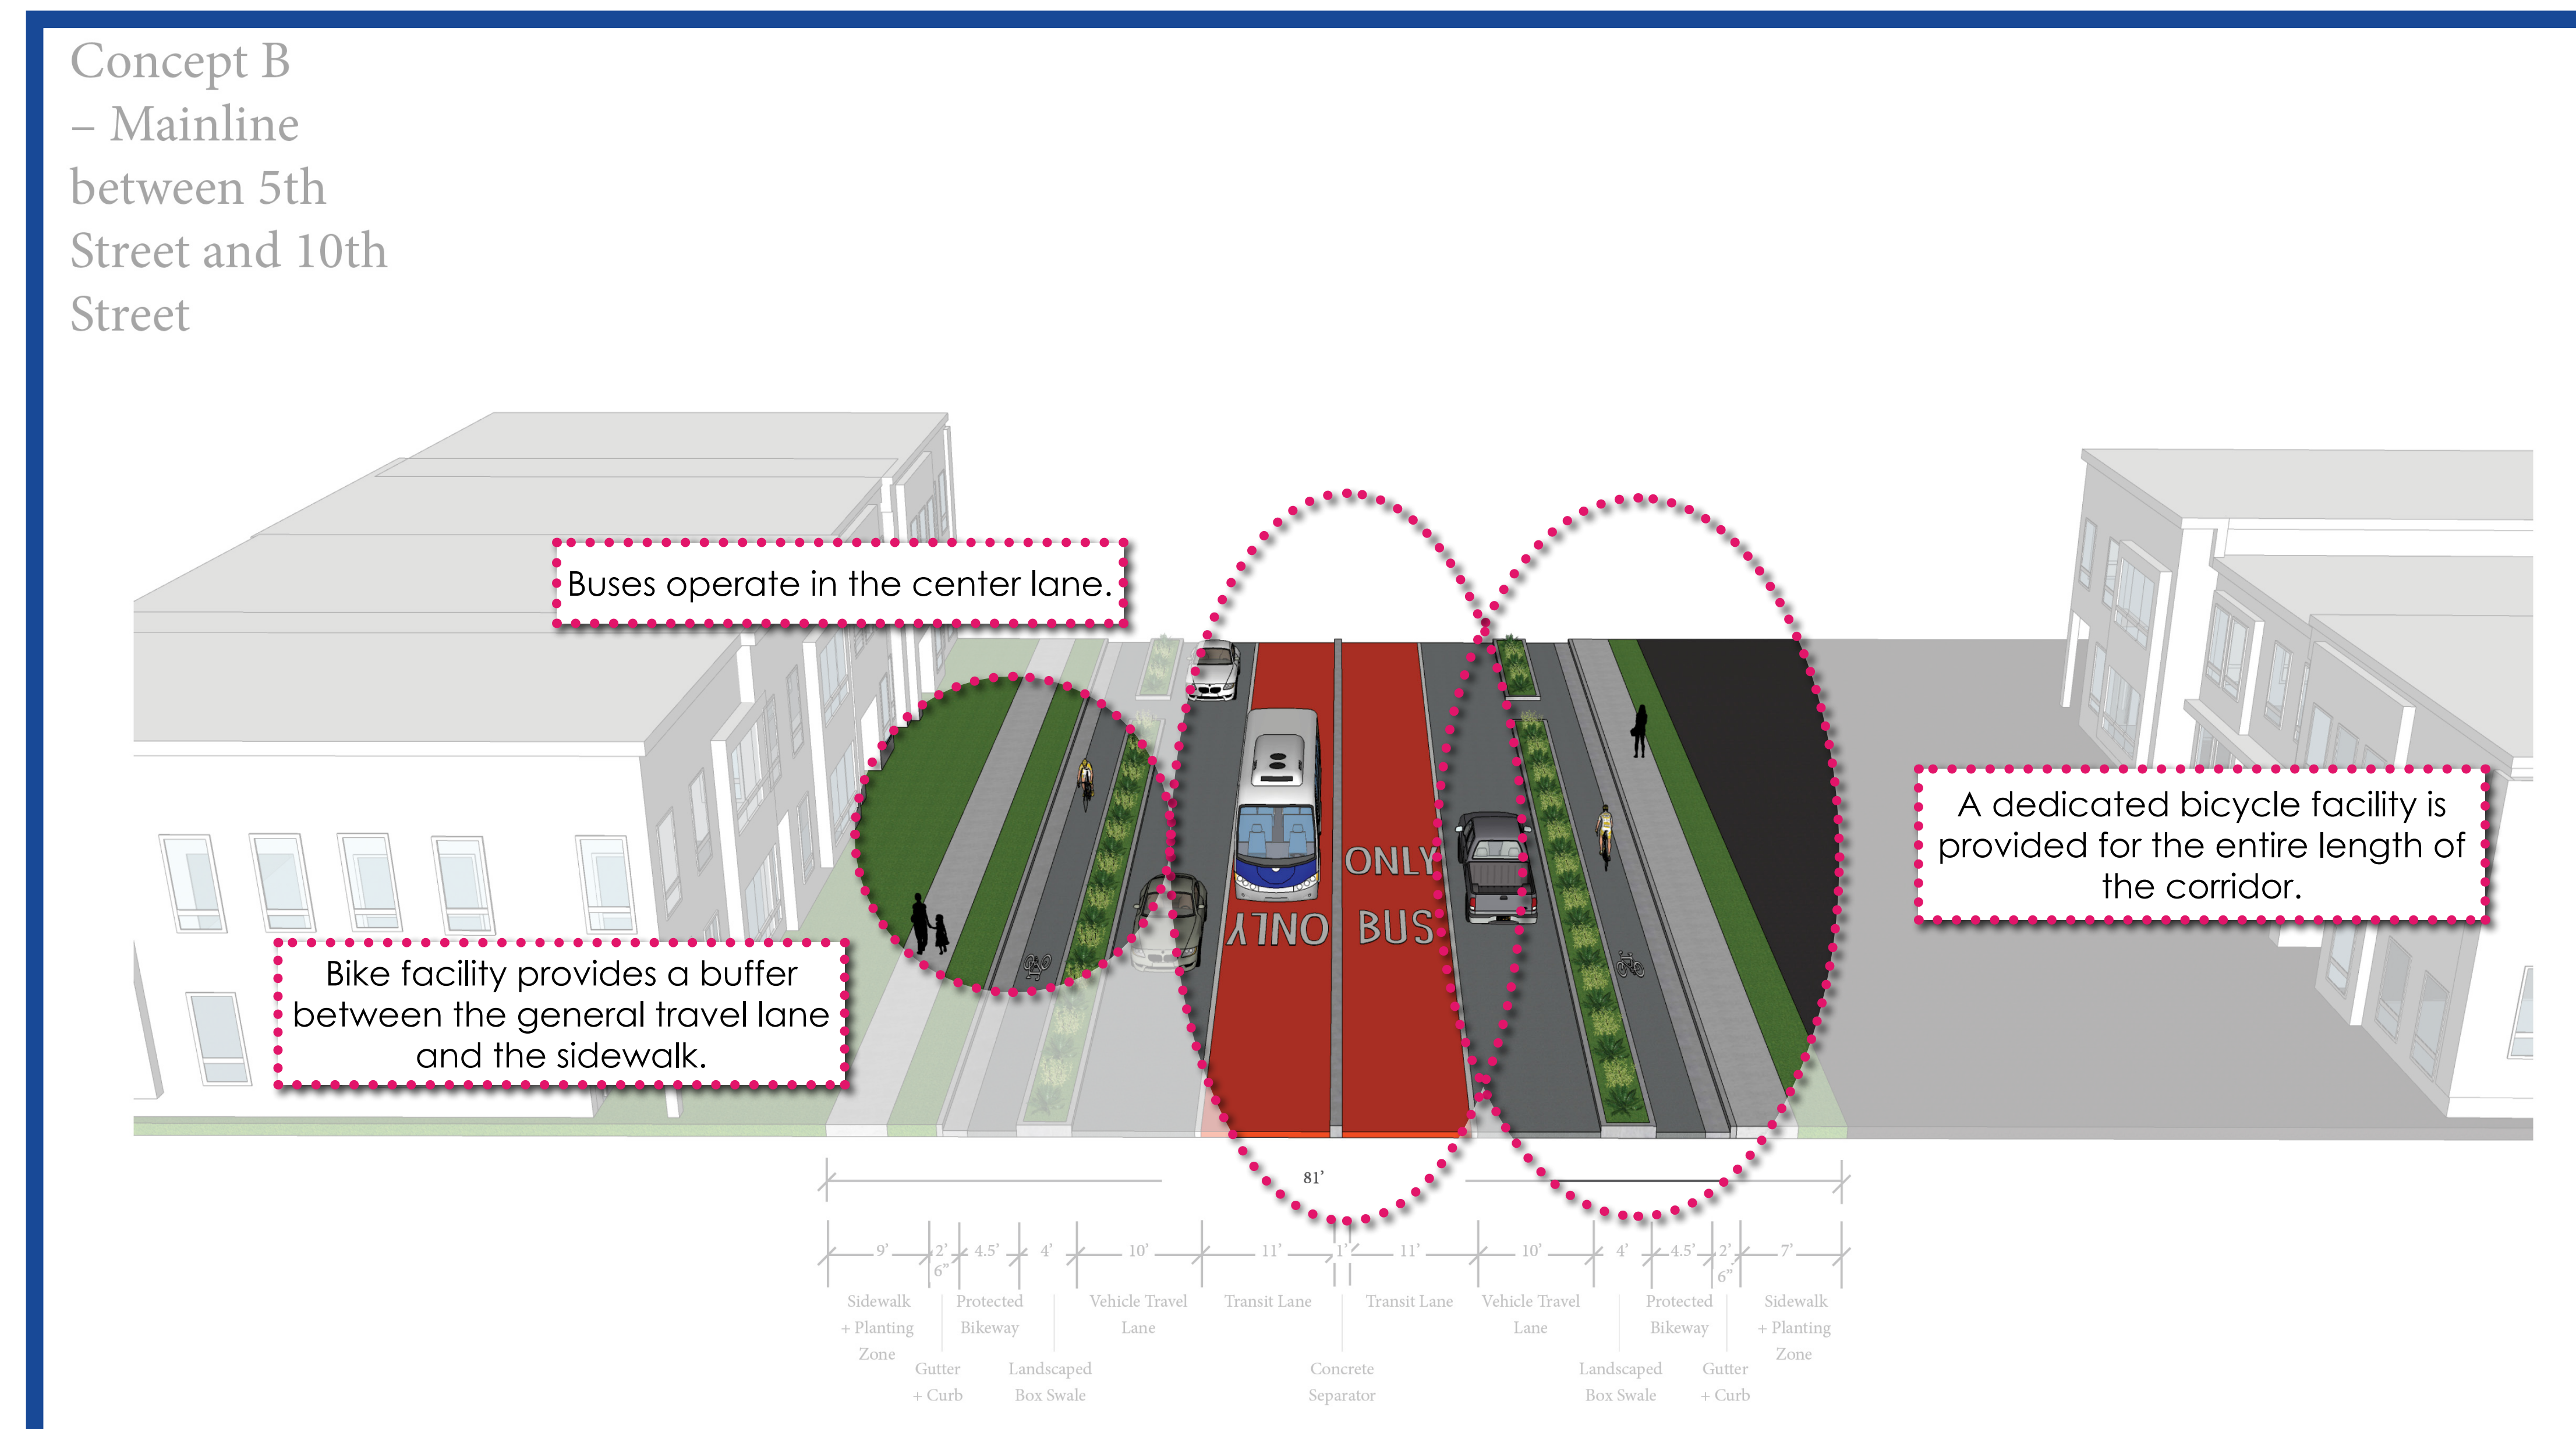 Concept B
– Mainline
between 5th
Street and 10th
Street
Buses operate in the center lane.
A dedicated bicycle facility is
provided for the entire length of
the corridor.
Bike facility provides a buffer
between the general travel lane
and the sidewalk.
ONLY
ONLY
BUS
81’
9’ 2’ 4.5’ 4’ 10’ 11’ 1’ 11’ 10’ 4’ 4.5’ 2’ 7’
6” 6”
Sidewalk
+ Planting
Zone
Gutter
+ Curb
Protected
Bikeway
Landscaped
Box Swale
Vehicle Travel
Lane
Transit Lane
Concrete
Separator
Transit Lane
Vehicle Travel
Lane
Landscaped
Box Swale
Protected
Bikeway
Gutter
+ Curb
Sidewalk
+ Planting
Zone